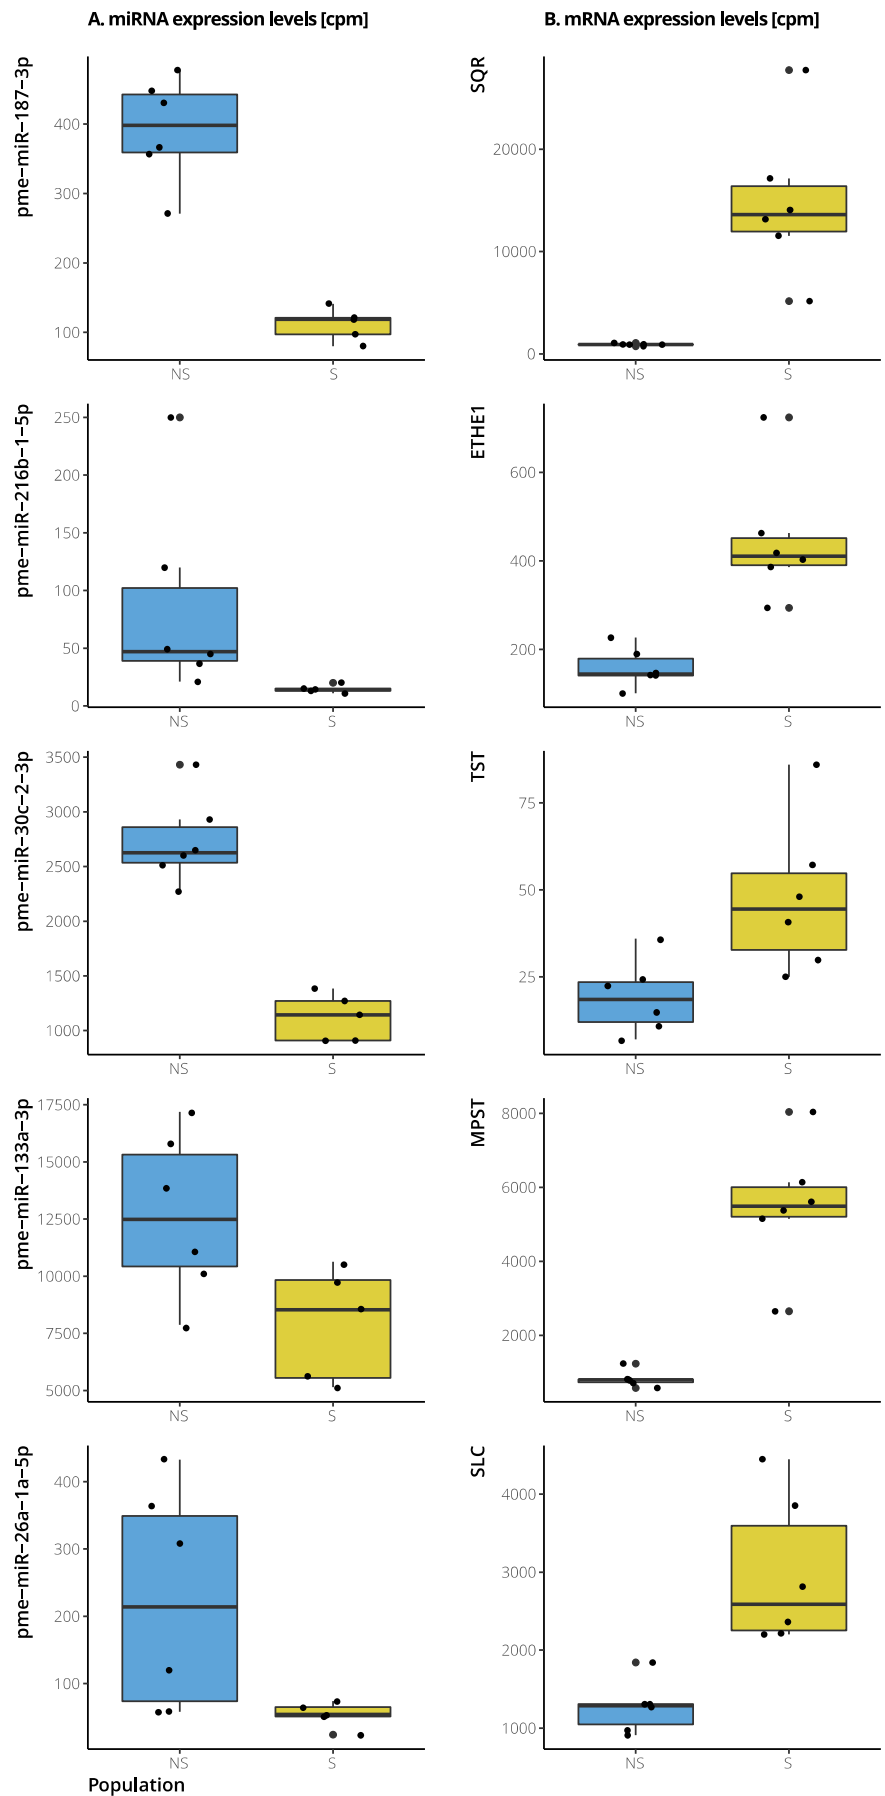 A. miRNA expression levels [cpm]
B. mRNA expression levels [cpm]
pme−miR−187−3p
400
300
200
100
NS
S
SQR
20000
10000
0
NS
S
pme−miR−216b−1−5p
250
200
150
100
50
0
NS
S
ETHE1
600
400
200
NS
S
pme−miR−30c−2−3p
3500
3000
2500
2000
1500
1000
NS
S
TST
75
50
25
NS
S
pme−miR−133a−3p
17500
15000
12500
10000
7500
5000
NS
S
MPST
8000
6000
4000
2000
NS
S
pme−miR−26a−1a−5p
400
300
200
100
NS
S
SLC
4000
3000
2000
1000
NS
S
Population